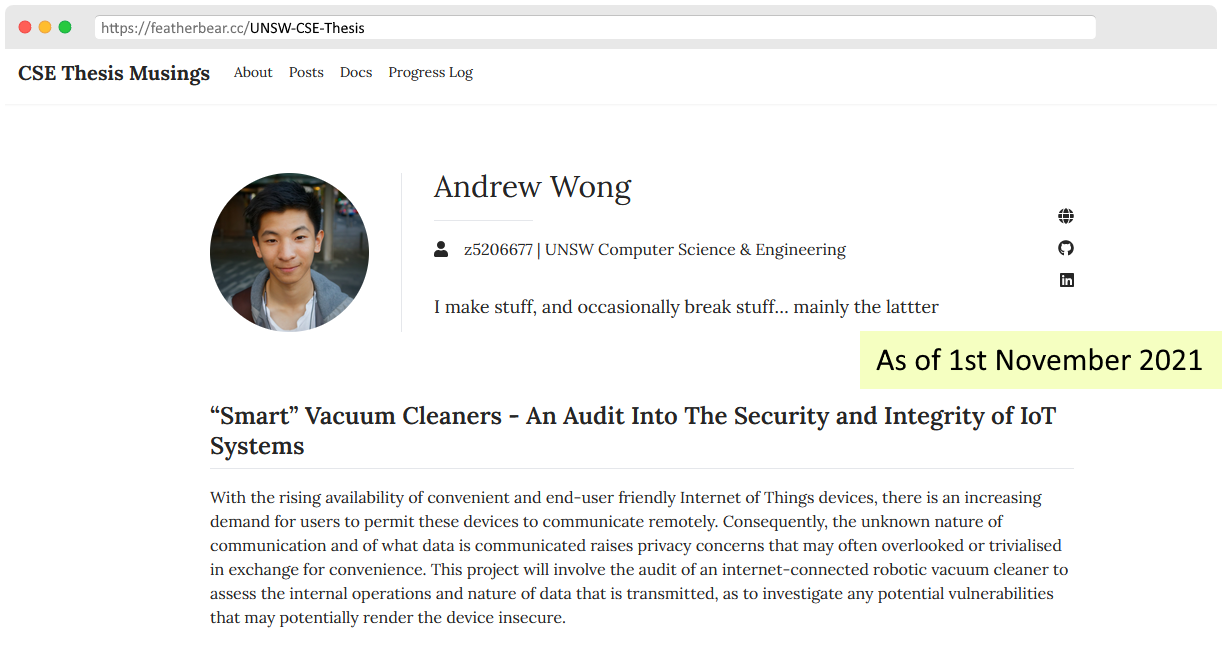 https://featherbear.cc/UNSW-CSE-Thesis
CSE Thesis Musings About Posts Docs Progress Log
Andrew Wong
z5206677 | UNSW Computer Science & Engineering
I make stuff, and occasionally break stuff... mainly the lattter
As of 1st November 2021
“Smart” Vacuum Cleaners - An Audit Into The Security and Integrity of IoT
Systems
With the rising availability of convenient and end-user friendly Internet of Things devices, there is an increasing
demand for users to permit these devices to communicate remotely. Consequently, the unknown nature of
communication and of what data is communicated raises privacy concerns that may often overlooked or trivialised
in exchange for convenience. This project will involve the audit of an internet-connected robotic vacuum cleaner to
assess the internal operations and nature of data that is transmitted, as to investigate any potential vulnerabilities
that may potentially render the device insecure.